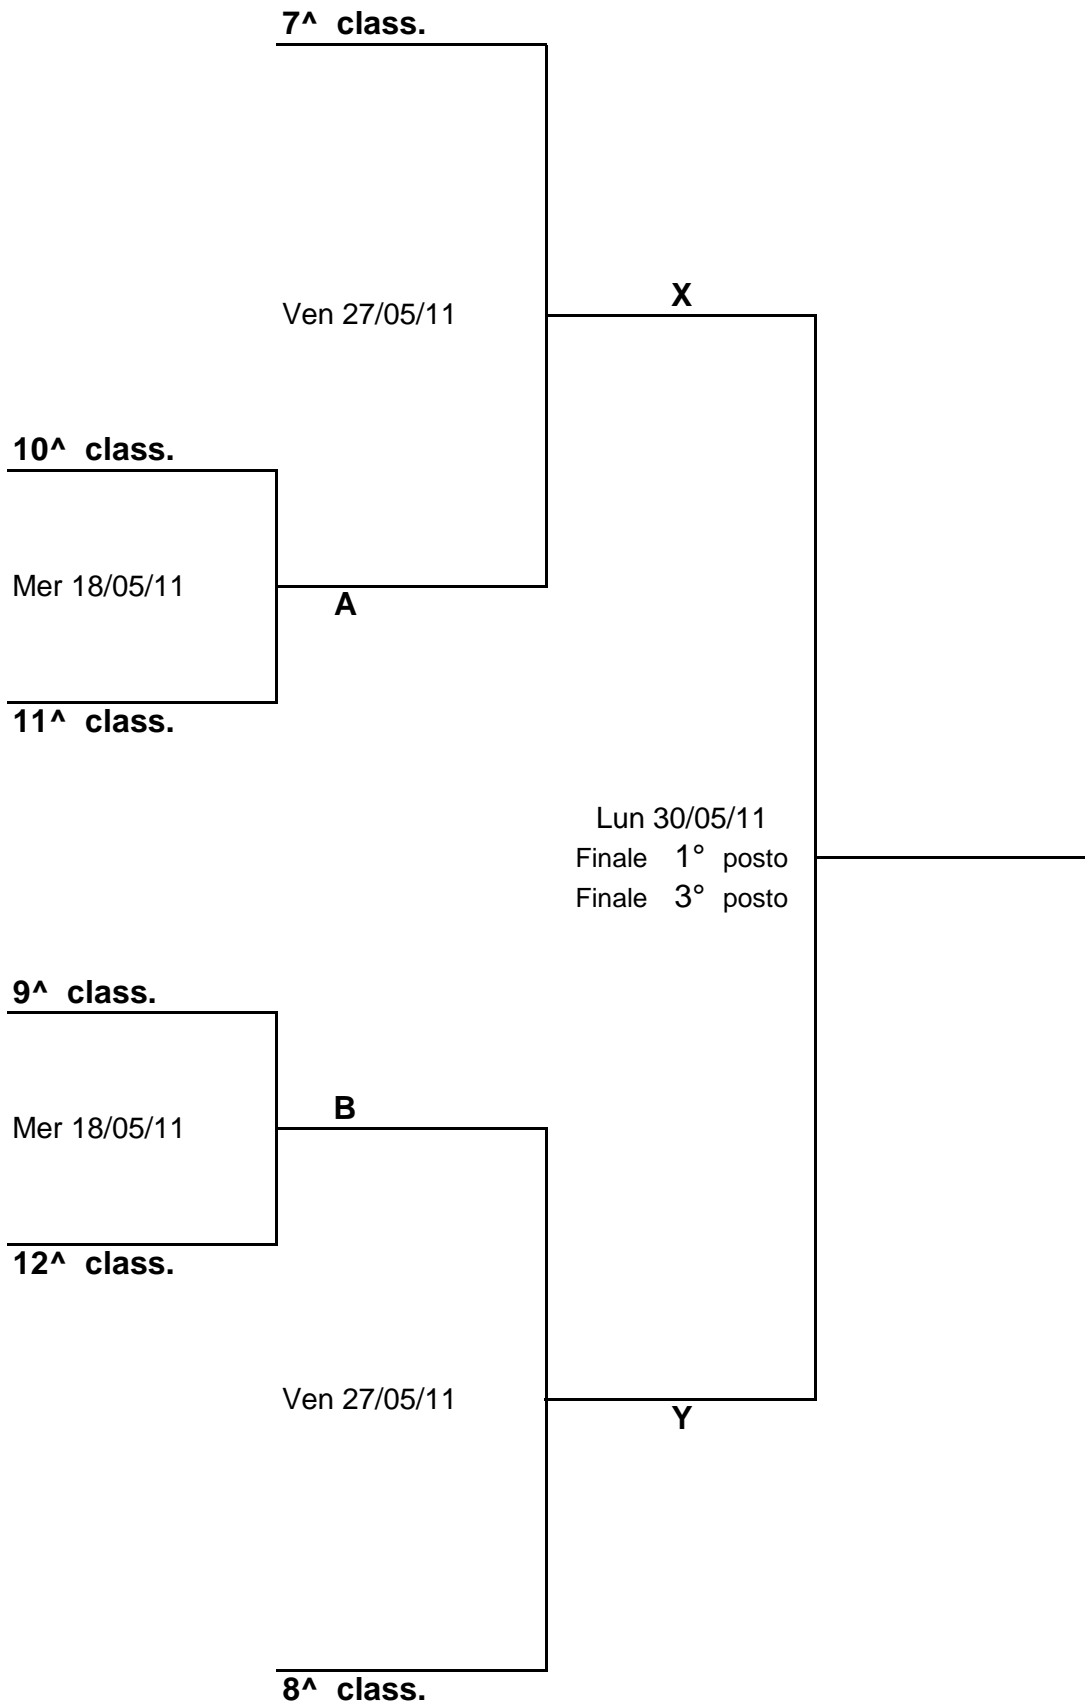 7^ class.
Ven 27/05/11
X
10^ class.
Mer 18/05/11
A
11^ class.
Lun 30/05/11
Finale 1° posto
Finale 3° posto
9^ class.
Mer 18/05/11
B
12^ class.
Ven 27/05/11
Y
8^ class.